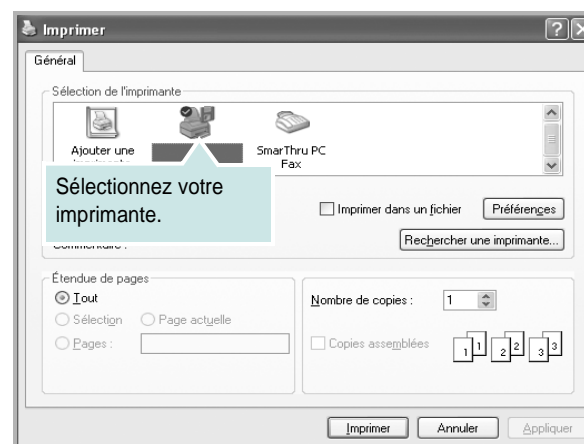 Imprimer
Général
Sélection de l'imprimante
Ajouter une
SmarThru PC
Fax
Sélectionnez votre
imprimante.
Imprimer dans un fichier
Préférences
Rechercher une imprimante...
Étendue de pages
Tout
Sélection
Page actuelle
Pages :
Nombre de copies :
1
Copies assemblées
1 1 2 2 3 3
Imprimer
Annuler
Appliquer